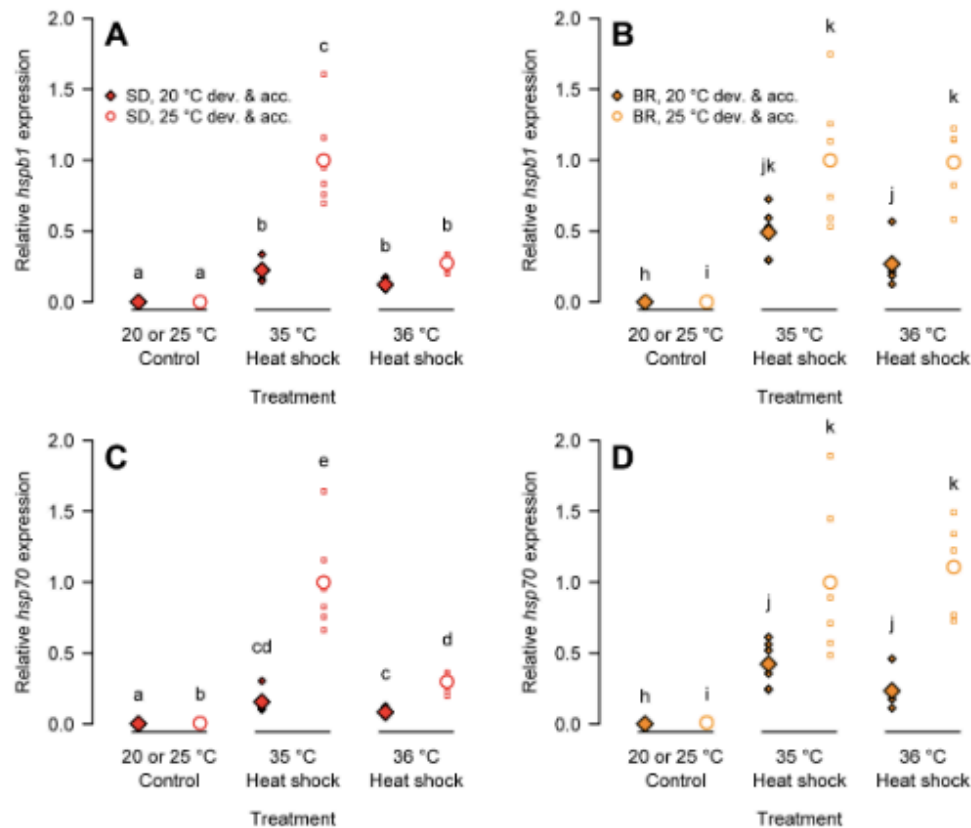 A
2.0
1.5
1.0
0.5
0.0
Relative hspb1 expression
SD, 20 °C dev. & acc.
SD, 25 °C dev. & acc.
a
a
b
c
b
b
20 or 25 °C
Control
35 °C
Heat shock
36 °C
Heat shock
Treatment
B
2.0
1.5
1.0
0.5
0.0
Relative hspb1 expression
BR, 20 °C dev. & acc.
BR, 25 °C dev. & acc.
h
i
jk
k
j
k
20 or 25 °C
Control
35 °C
Heat shock
36 °C
Heat shock
Treatment
C
2.0
1.5
1.0
0.5
0.0
Relative hsp70 expression
a
b
cd
e
c
d
20 or 25 °C
Control
35 °C
Heat shock
36 °C
Heat shock
Treatment
D
2.0
1.5
1.0
0.5
0.0
Relative hsp70 expression
h
i
j
k
j
k
20 or 25 °C
Control
35 °C
Heat shock
36 °C
Heat shock
Treatment